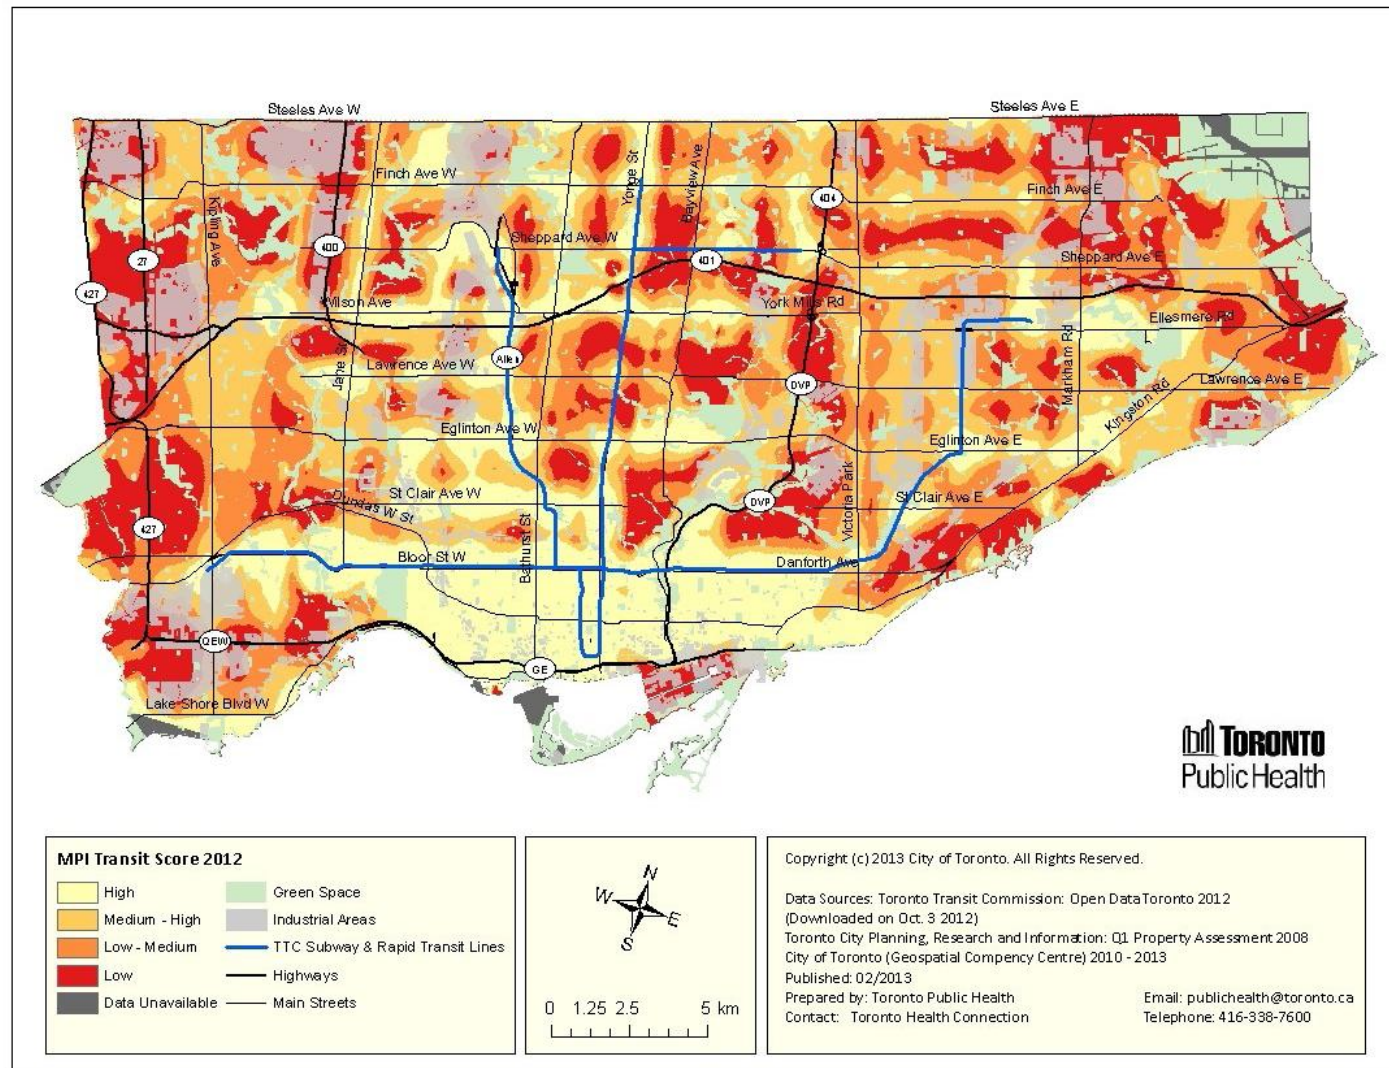 Steeles Ave W
Steeles Ave E
Finch Ave W
Yonge St
Bayview Ave
404
Finch Ave E
Kipling Ave
400
Sheppard Ave W
27
401
Sheppard Ave E
427
Wilson Ave
York Mills Rd
Ellesmere Rd
Jane St
Lawrence Ave W
Allen
DVP
Markham Rd
Lawrence Ave E
Kingston Rd
Eglinton Ave W
Eglinton Ave E
St Clair Ave W
Dundas W St
427
DVP
Victoria Park
St Clair Ave E
Bloor St W
Bathurst St
Danforth Ave
QEW
GE
Lake Shore Blvd W
TORONTO
Public Health
MPI Transit Score 2012
High
Medium - High
Low - Medium
Low
Data Unavailable
Green Space
Industrial Areas
TTC Subway & Rapid Transit Lines
Highways
Main Streets
N
W
E
S
0 1.25 2.5 5 km
Copyright (c) 2013 City of Toronto. All Rights Reserved.
Data Sources: Toronto Transit Commission: Open Data Toronto 2012
(Downloaded on Oct. 3 2012)
Toronto City Planning, Research and Information: Q1 Property Assessment 2008
City of Toronto (Geospatial Compency Centre) 2010 - 2013
Published: 02/2013
Prepared by: Toronto Public Health Email: publichealth@toronto.ca
Contact: Toronto Health Connection Telephone: 416-338-7600